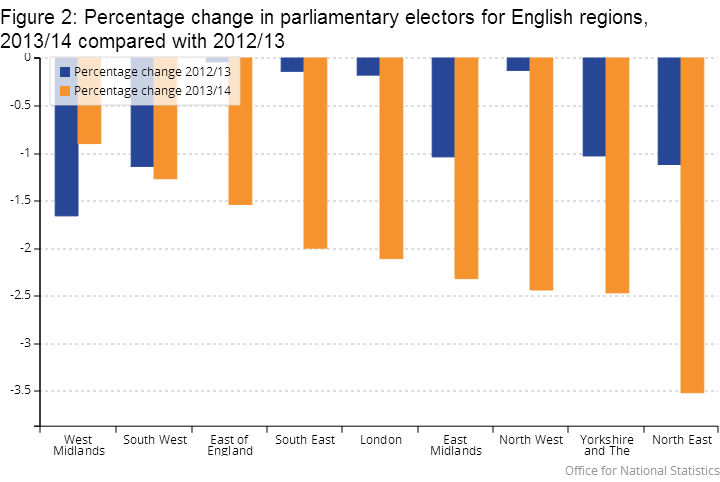 Figure 2: Percentage change in parliamentary electors for English regions,
2013/14 compared with 2012/13
0
Percentage change 2012/13
Percentage change 2013/14
-0.5
-1
-1.5
-2
-2.5
-3
-3.5
West South West East of South East London East North West Yorkshire North East
Midlands England Midlands and The
Office for National Statistics